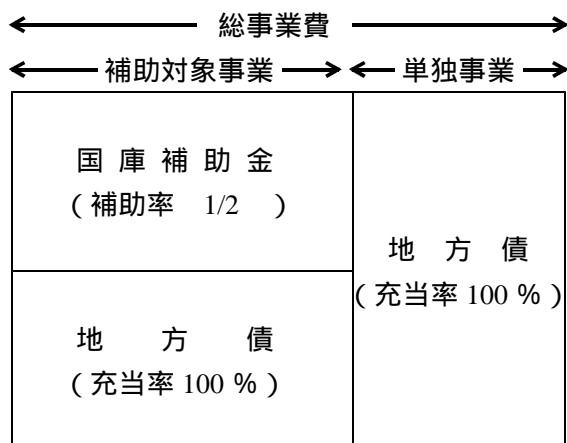 総事業費
補助対象事業
単独事業
国庫補助金
(補助率 1/2 )
地方債
(充当率 100 %)
地方債
(充当率 100 %)